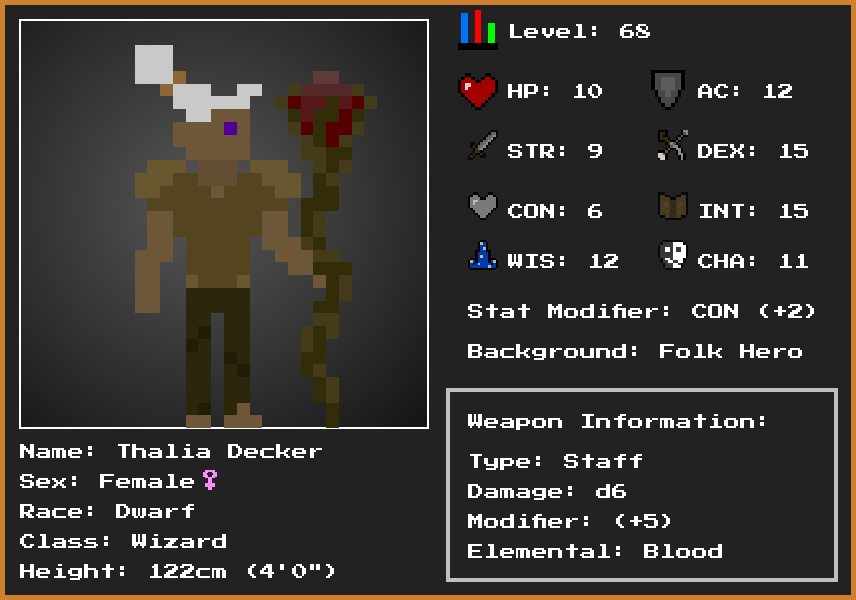 Level: 68
HP: 10 AC: 12
STR: 9 DEX: 15
CON: 6 INT: 15
WIS: 12 CHA: 11
Stat Modifier: CON (+2)
Background: Folk Hero
Weapon Information:
Type: Staff
Damage: d6
Modifier: (+5)
Elemental: Blood
Name: Thalia Decker
Sex: Female♀
Race: Dwarf
Class: Wizard
Height: 122cm (4'0")